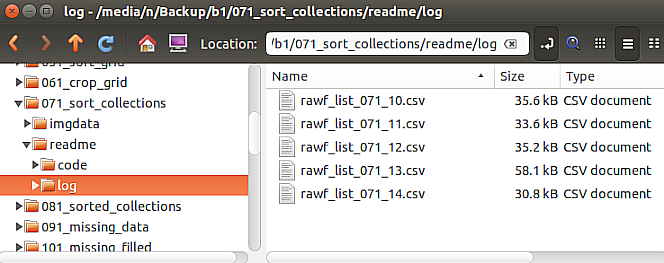 log - /media/n/Backup/b1/071_sort_collections/readme/log
Location: /b1/071_sort_collections/readme/log
051_sort_grid
061_crop_grid
071_sort_collections
imgdata
readme
code
log
081_sorted_collections
091_missing_data
101_missing_filled
Name Size Type
rawf_list_071_10.csv 35.6 kB CSV document
rawf_list_071_11.csv 33.6 kB CSV document
rawf_list_071_12.csv 35.2 kB CSV document
rawf_list_071_13.csv 58.1 kB CSV document
rawf_list_071_14.csv 30.8 kB CSV document